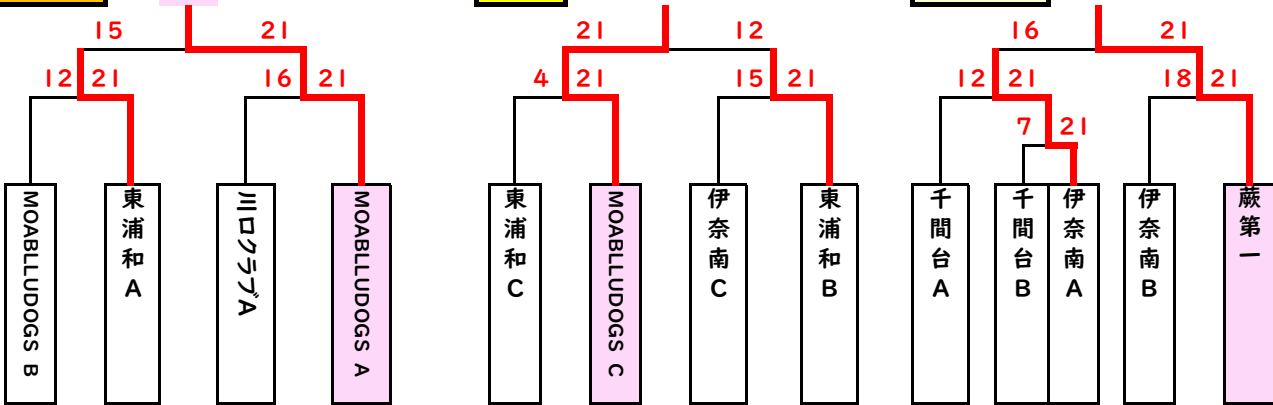 15 21 21 12 16 21
12 21 16 21 4 21 15 21 12 21 18 21
7 21
MOABLLUDOGS B
東浦和A
川口クラブA
MOABLLUDOGS A
東浦和C
MOABLLUDOGS C
伊奈南C
東浦和B
千間台A
千間台B
伊奈南A
伊奈南B
蕨第一